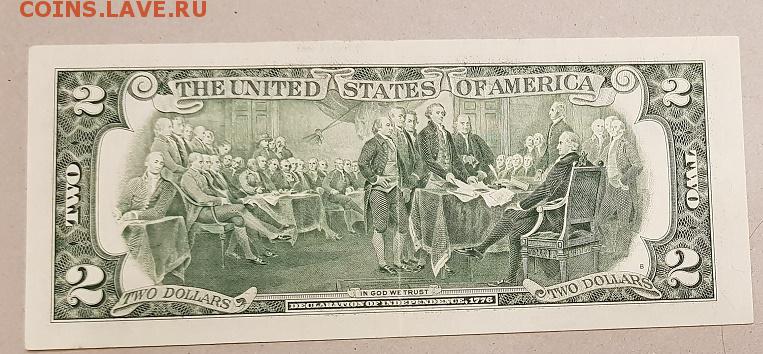 COINS.LAVE.RU
2 THE UNITED STATES OF AMERICA 2
TWO
TWO
2 TWO DOLLARS
IN GOD WE TRUST
DECLARATION OF INDEPENDENCE, 1776
TWO DOLLARS 2